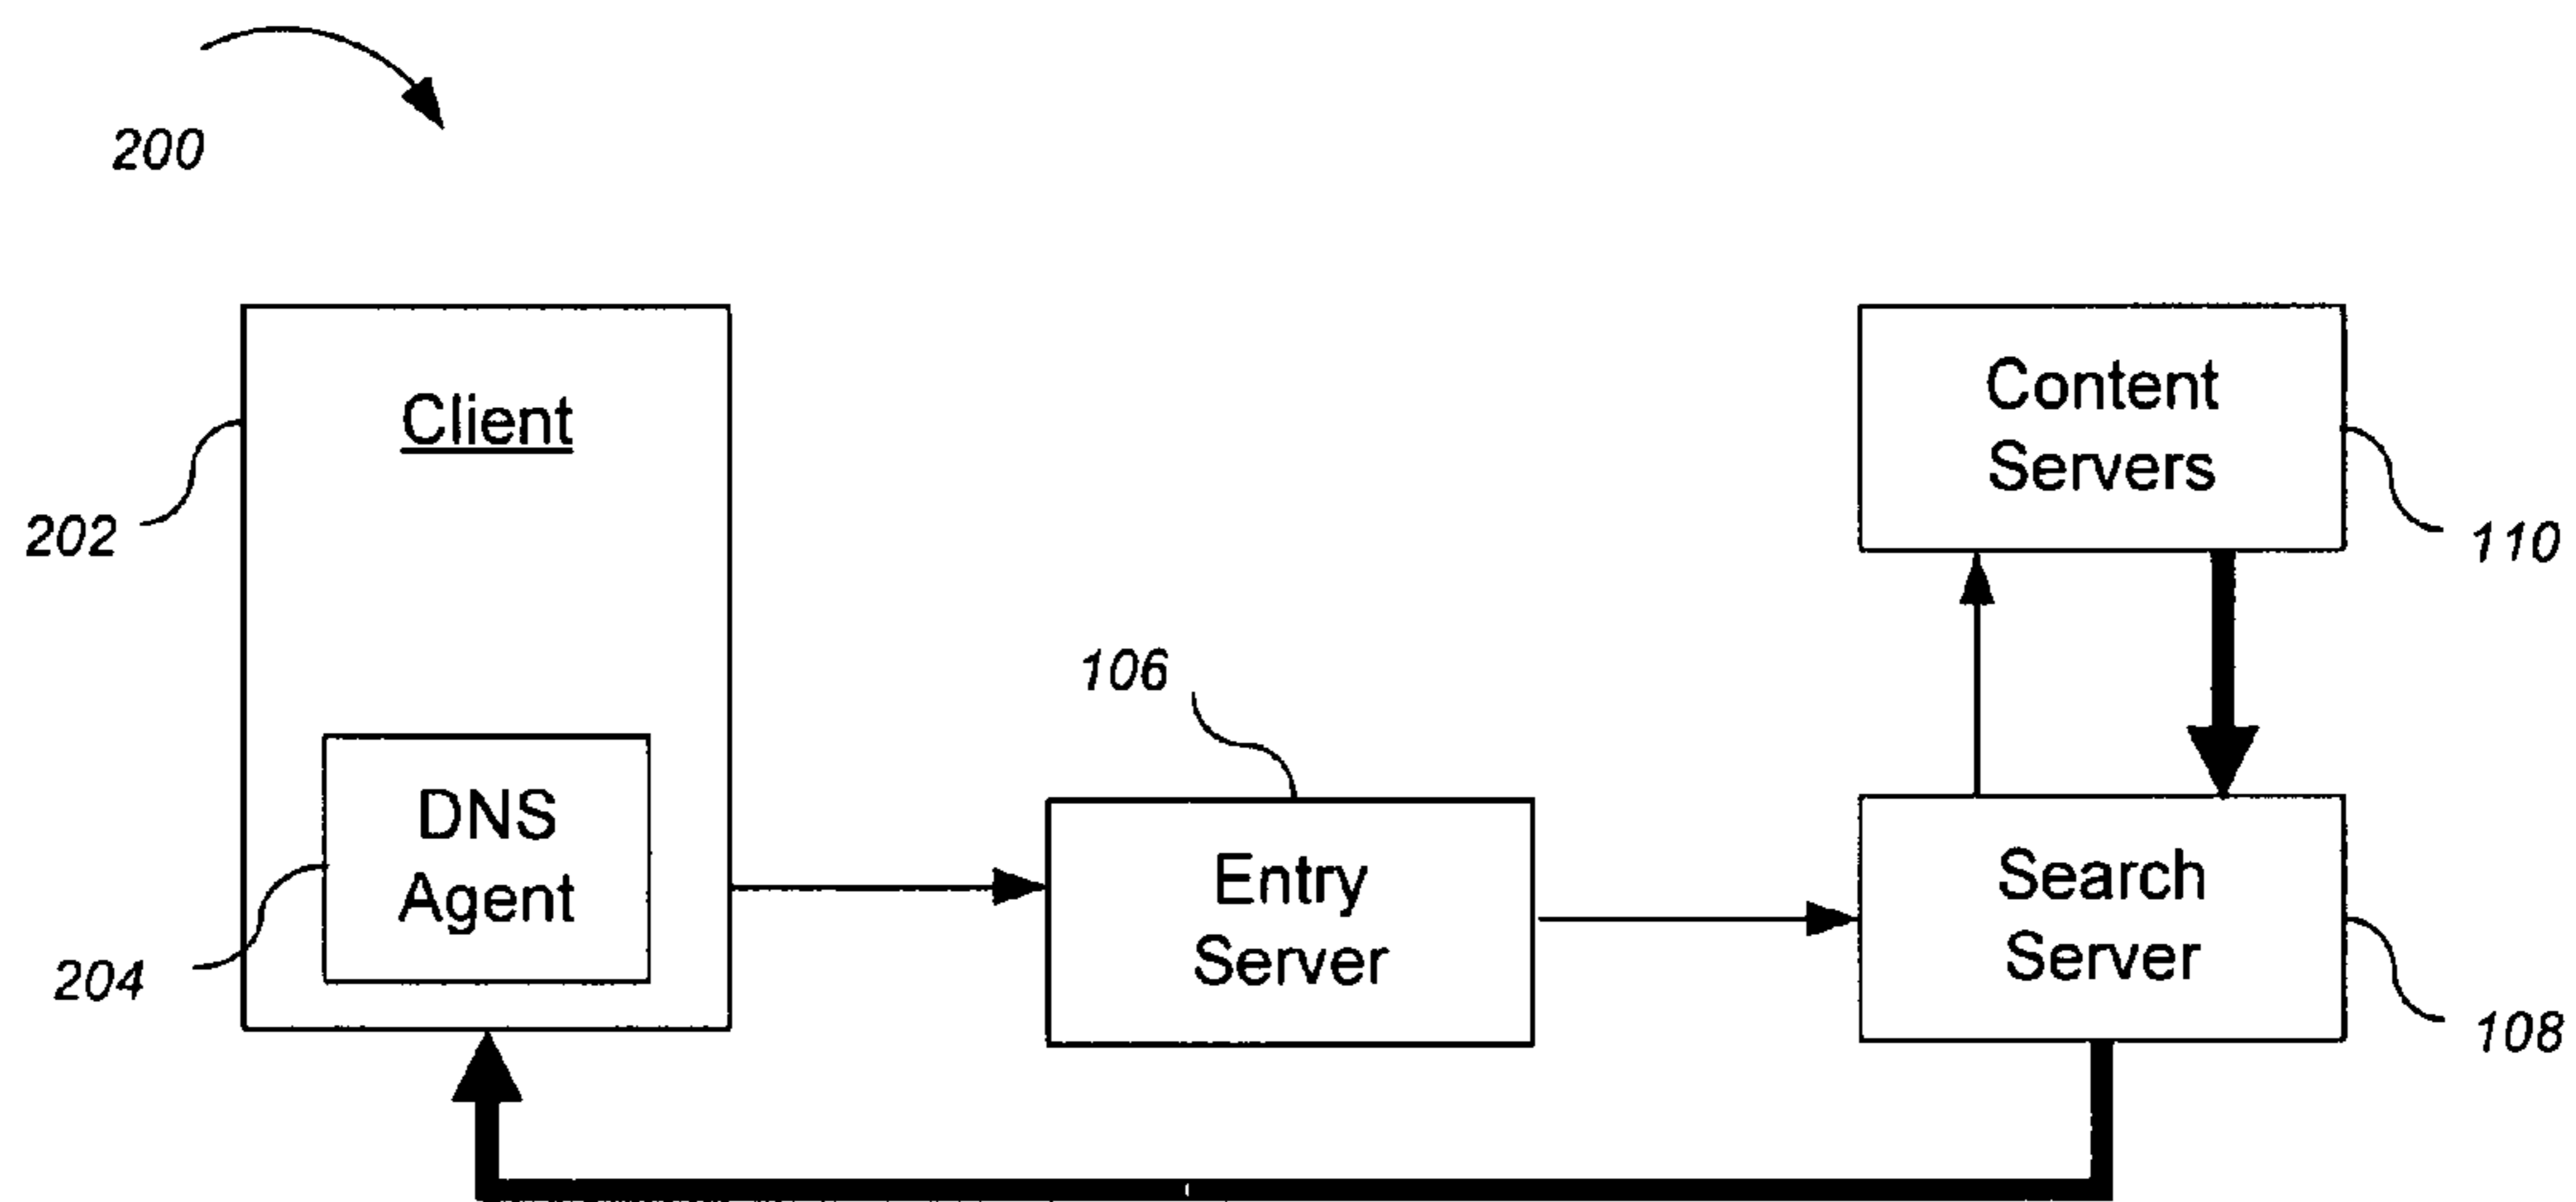 200
Client
202
DNS
Agent
204
106
Entry
Server
Content
Servers
110
Search
Server
108